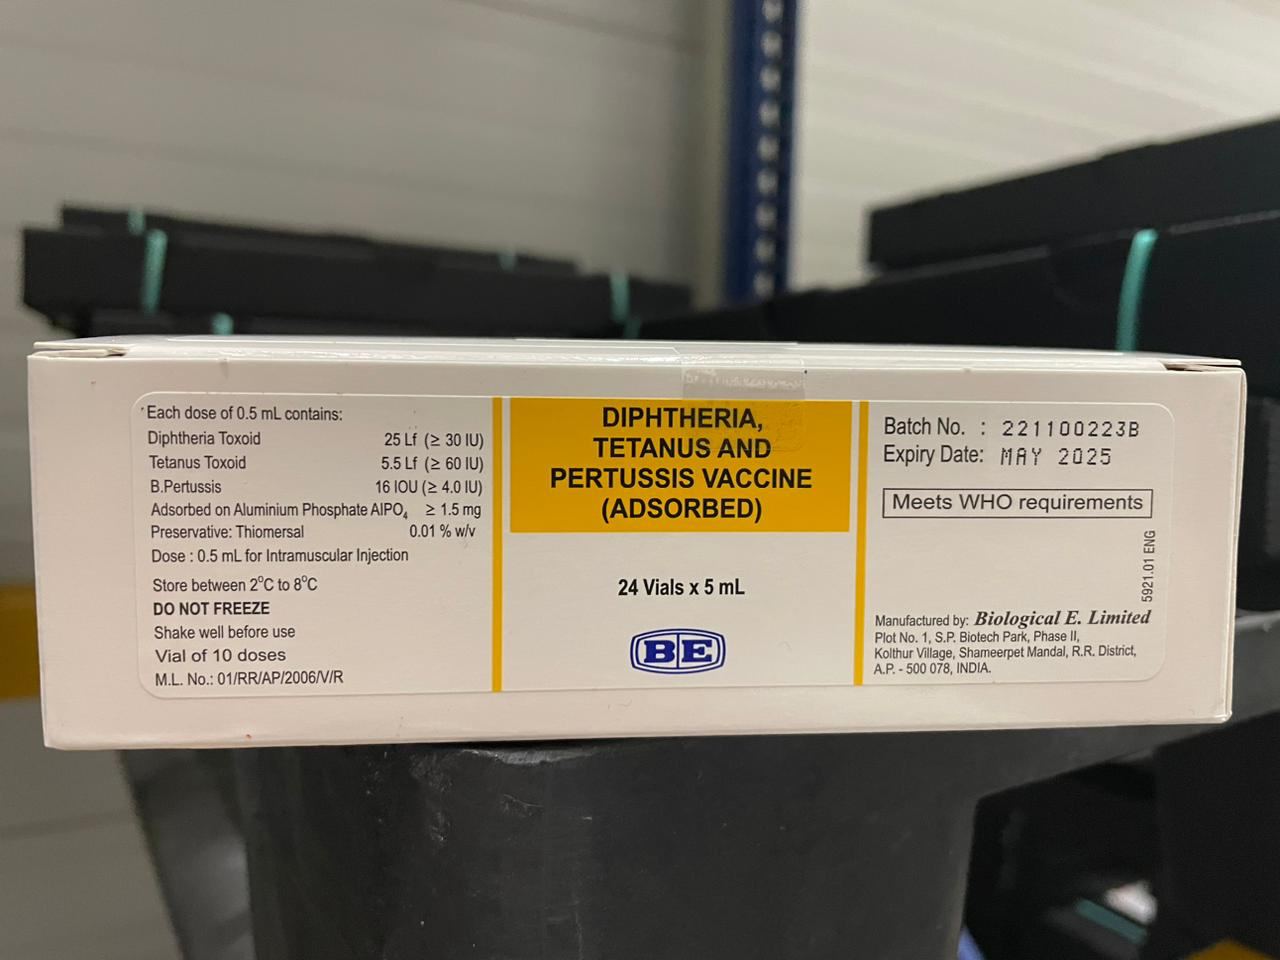 Each dose of 0.5 mL contains:
Diphtheria Toxoid 25 Lf (≥ 30 IU)
Tetanus Toxoid 5.5 Lf (≥ 60 IU)
B.Pertussis 16 IOU (≥ 4.0 IU)
Adsorbed on Aluminium Phosphate AlPO₄ ≥ 1.5 mg
Preservative: Thiomersal 0.01 % w/v
Dose : 0.5 mL for Intramuscular Injection
Store between 2°C to 8°C
DO NOT FREEZE
Shake well before use
Vial of 10 doses
M.L. No.: 01/RR/AP/2006/V/R
DIPHTHERIA,
TETANUS AND
PERTUSSIS VACCINE
(ADSORBED)
24 Vials x 5 mL
BE
Batch No. : 221100223B
Expiry Date: MAY 2025
Meets WHO requirements
5921.01 ENG
Manufactured by: Biological E. Limited
Plot No. 1, S.P. Biotech Park, Phase II,
Kolthur Village, Shameerpet Mandal, R.R. District,
A.P. - 500 078, INDIA.